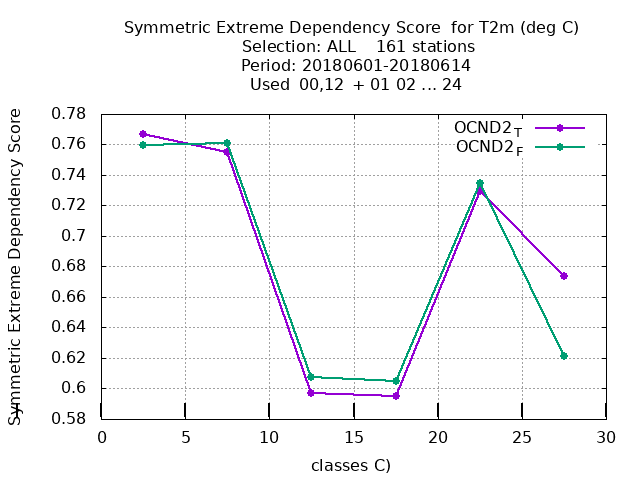 Symmetric Extreme Dependency Score  for T2m (deg C)
Selection: ALL    161 stations
Period: 20180601-20180614
Used  00,12  + 01 02 ... 24
Symmetric Extreme Dependency Score
0.78
0.76
0.74
0.72
0.7
0.68
0.66
0.64
0.62
0.6
0.58
OCND2T
OCND2F
0 5 10 15 20 25 30
classes C)